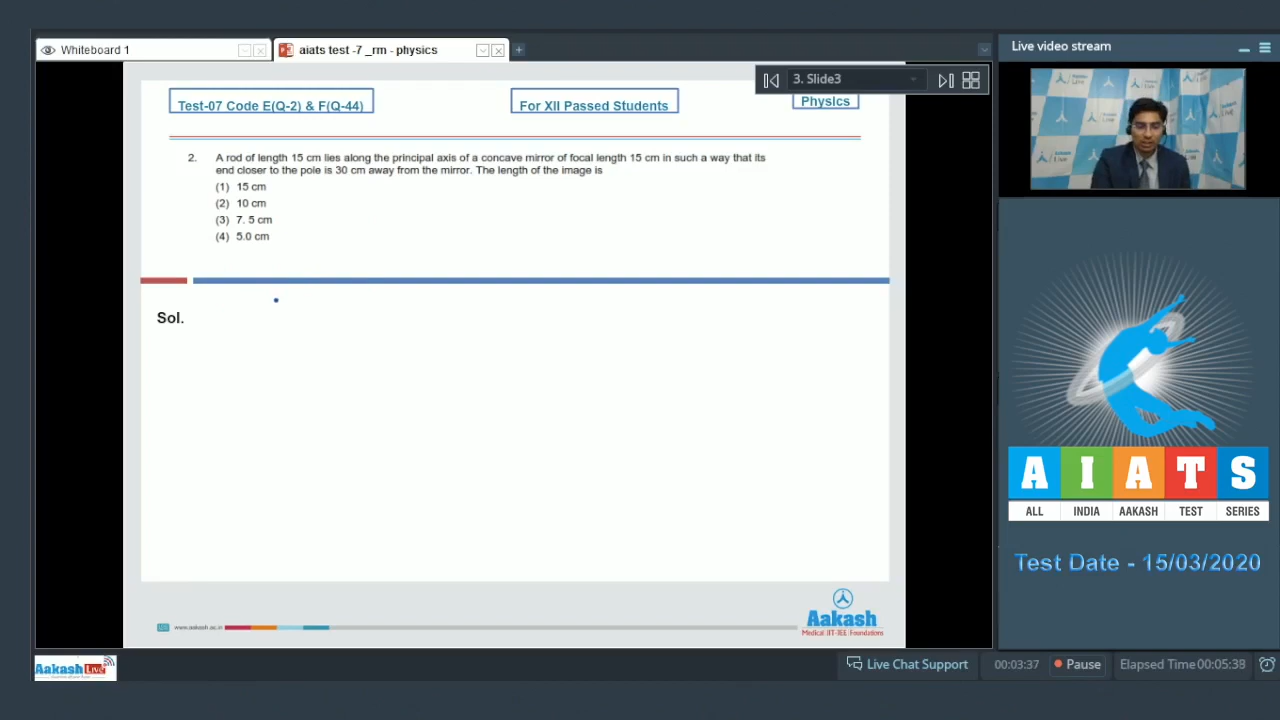 Whiteboard 1
aiats test -7 _rm - physics
Live video stream
3. Slide3
Test-07 Code E(Q-2) & F(Q-44)
For XII Passed Students
Physics
2. A rod of length 15 cm lies along the principal axis of a concave mirror of focal length 15 cm in such a way that its
end closer to the pole is 30 cm away from the mirror. The length of the image is
(1) 15 cm
(2) 10 cm
(3) 7. 5 cm
(4) 5.0 cm
Sol.
A I A T S
ALL INDIA AAKASH TEST SERIES
Test Date - 15/03/2020
www.aakash.ac.in
Aakash
Medical|IIT-JEE|Foundations
Aakash Live
Live Chat Support
00:03:37
Pause
Elapsed Time 00:05:38